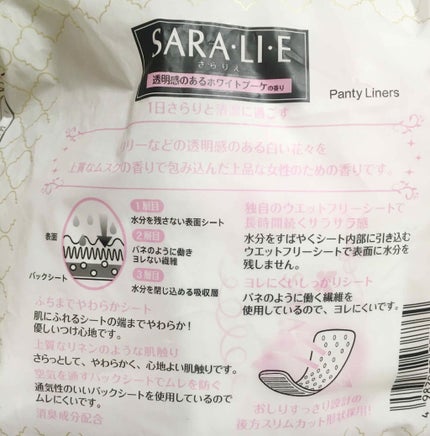 SARA・LI・E
さらりえ
透明感のあるホワイトブーケの香り
Panty Liners
1日さらりと清潔に過ごす
リリーなどの透明感のある白い花々を
上質なムスクの香りで包み込んだ上品な女性のための香りです。
表面
バックシート
1層目
水分を残さない表面シート
2層目
バネのように働き
ヨレない繊維
3層目
水分を閉じ込める吸収層
ふちまでやわらかシート
肌にふれるシートの端までやわらか！
優しいつけ心地です。
上質なリネンのような肌触り
さらっとして、やわらかく、心地よい肌触りです。
空気を通すバックシートでムレを防ぐ
通気性のいいバックシートを使用しているので
ムレにくいです。
消臭成分配合
独自のウエットフリーシートで
長時間続くサラサラ感
水分をすばやくシート内部に引き込む
ウエットフリーシートで表面に水分を
残しません。
ヨレにくいしっかりシート
バネのように働く繊維を
使用しているので、ヨレにくいです。
おしりすっきり設計の
後方スリムカット形状採用！